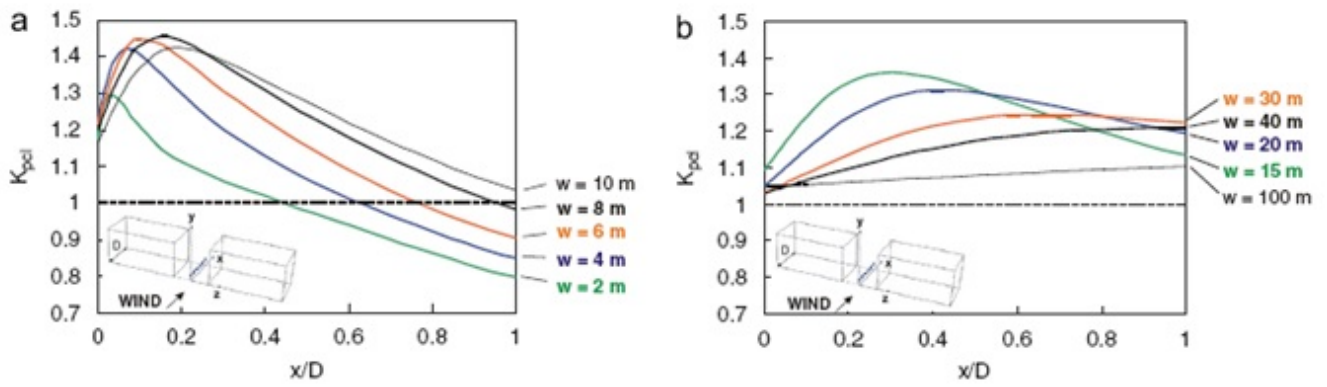 a
1.5
1.4
1.3
1.2
1.1
1
0.9
0.8
0.7
K_pcl
0
0.2
0.4
0.6
0.8
1
x/D
w = 10 m
w = 8 m
w = 6 m
w = 4 m
w = 2 m
D
y
x
z
WIND
b
1.5
1.4
1.3
1.2
1.1
1
0.9
0.8
0.7
K_pcl
0
0.2
0.4
0.6
0.8
1
x/D
w = 30 m
w = 40 m
w = 20 m
w = 15 m
w = 100 m
D
y
x
z
WIND